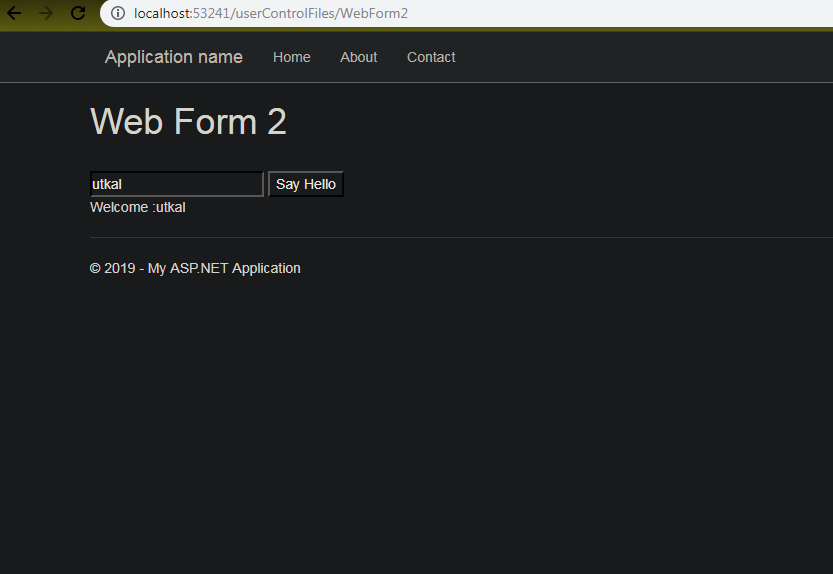 localhost:53241/userControlFiles/WebForm2
Application name Home About Contact
Web Form 2
utkal Say Hello
Welcome :utkal
© 2019 - My ASP.NET Application